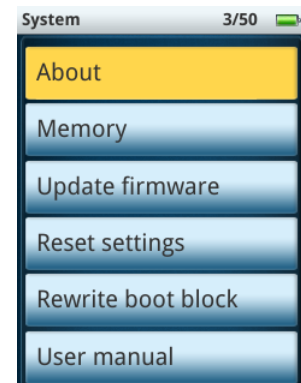 System 3/50
About
Memory
Update firmware
Reset settings
Rewrite boot block
User manual